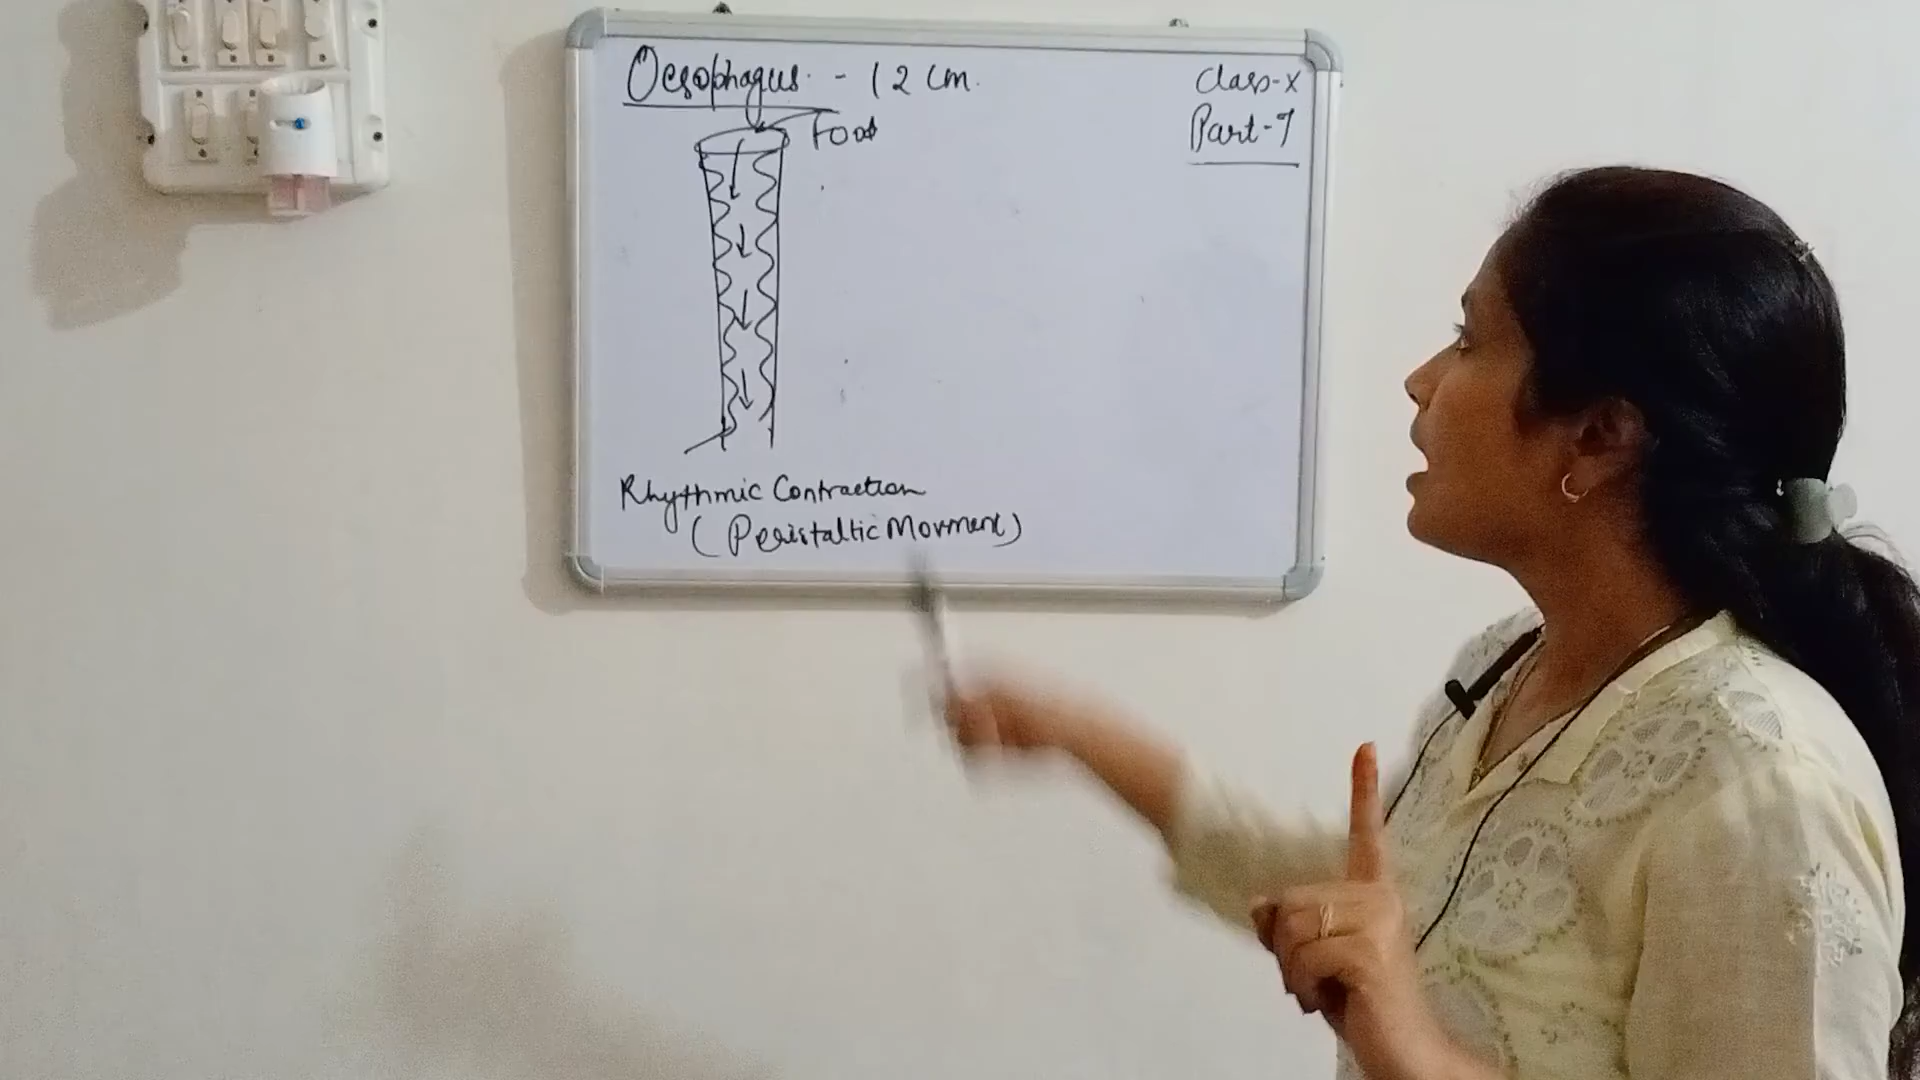 Oesophagus. - 12 cm.
Class-X
Part-7
Food
Rhythmic Contraction
(Peristaltic Movment)